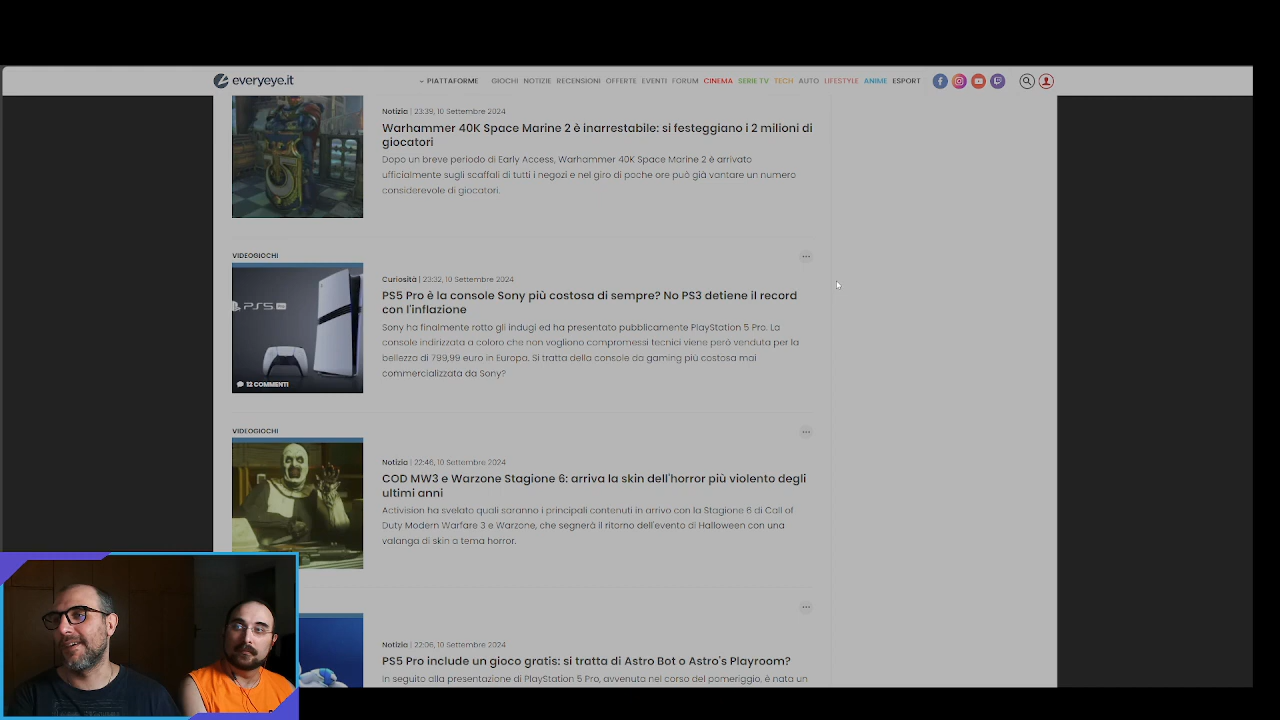 everyeye.it
PIATTAFORME GIOCHI NOTIZIE RECENSIONI OFFERTE EVENTI FORUM CINEMA SERIE TV TECH AUTO LIFESTYLE ANIME ESPORT
Notizia | 23:39, 10 Settembre 2024
Warhammer 40K Space Marine 2 è inarrestabile: si festeggiano i 2 milioni di
giocatori
Dopo un breve periodo di Early Access, Warhammer 40K Space Marine 2 è arrivato
ufficialmente sugli scaffali di tutti i negozi e nel giro di poche ore può già vantare un numero
considerevole di giocatori.
VIDEOGIOCHI
PS5 PRO
12 COMMENTI
Curiosità | 23:32, 10 Settembre 2024
PS5 Pro è la console Sony più costosa di sempre? No PS3 detiene il record
con l'inflazione
Sony ha finalmente rotto gli indugi ed ha presentato pubblicamente PlayStation 5 Pro. La
console indirizzata a coloro che non vogliono compromessi tecnici viene però venduta per la
bellezza di 799,99 euro in Europa. Si tratta della console da gaming più costosa mai
commercializzata da Sony?
VIDEOGIOCHI
Notizia | 22:46, 10 Settembre 2024
COD MW3 e Warzone Stagione 6: arriva la skin dell'horror più violento degli
ultimi anni
Activision ha svelato quali saranno i principali contenuti in arrivo con la Stagione 6 di Call of
Duty Modern Warfare 3 e Warzone, che segnerà il ritorno dell'evento di Halloween con una
valanga di skin a tema horror.
Notizia | 22:06, 10 Settembre 2024
PS5 Pro include un gioco gratis: si tratta di Astro Bot o Astro's Playroom?
In seguito alla presentazione di PlayStation 5 Pro, avvenuta nel corso del pomeriggio, è nata un